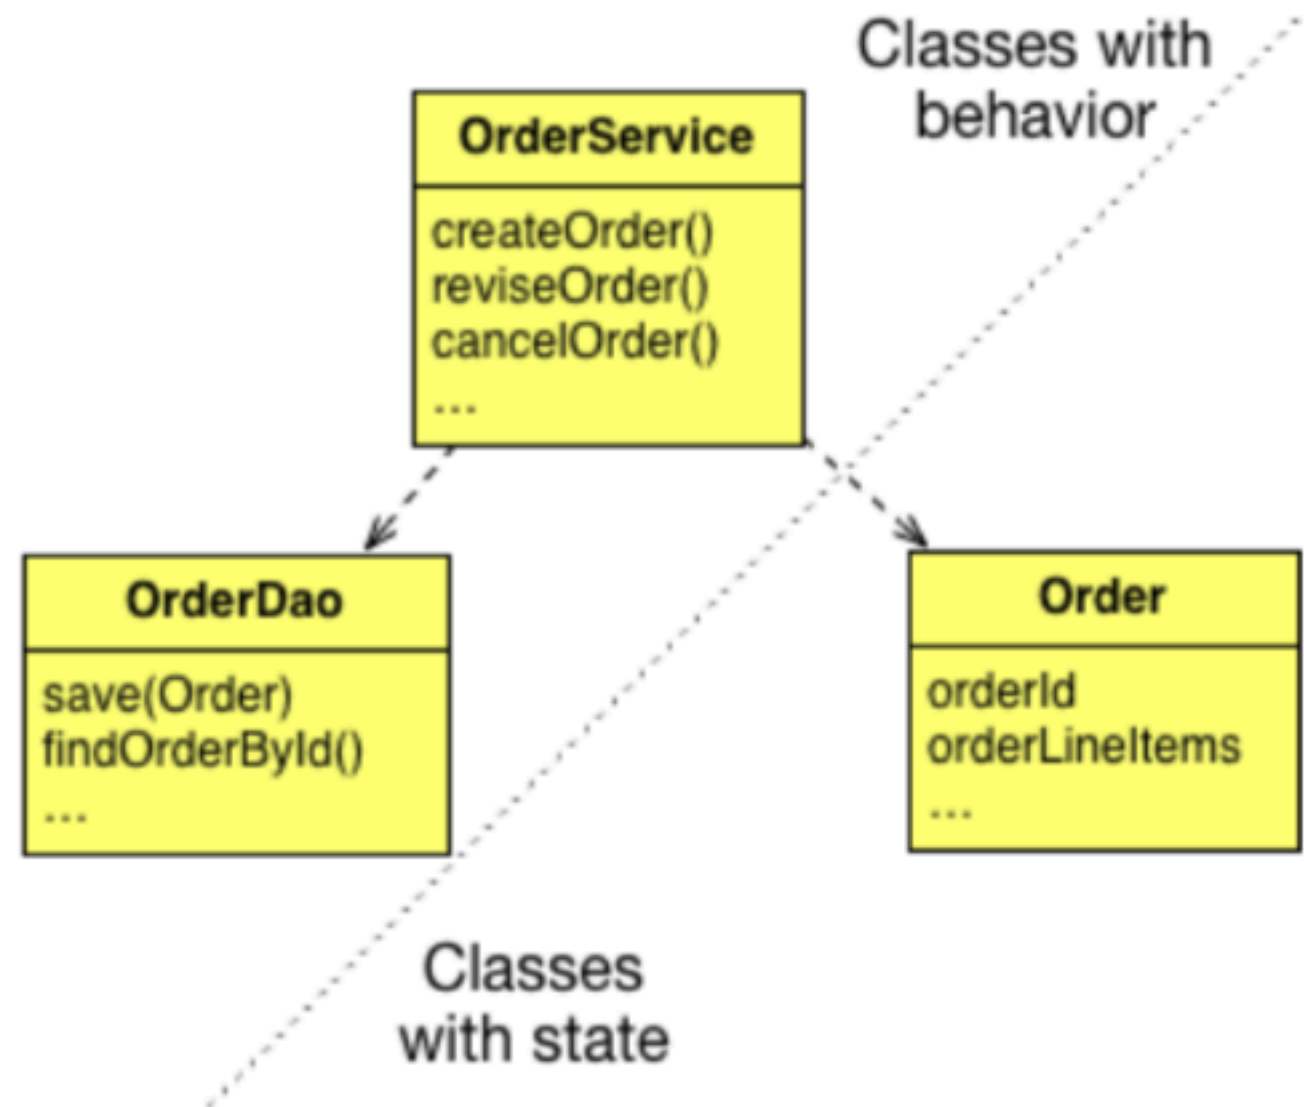 Classes with
behavior
OrderService
createOrder()
reviseOrder()
cancelOrder()
...
OrderDao
save(Order)
findOrderById()
...
Order
orderId
orderLineItems
...
Classes
with state